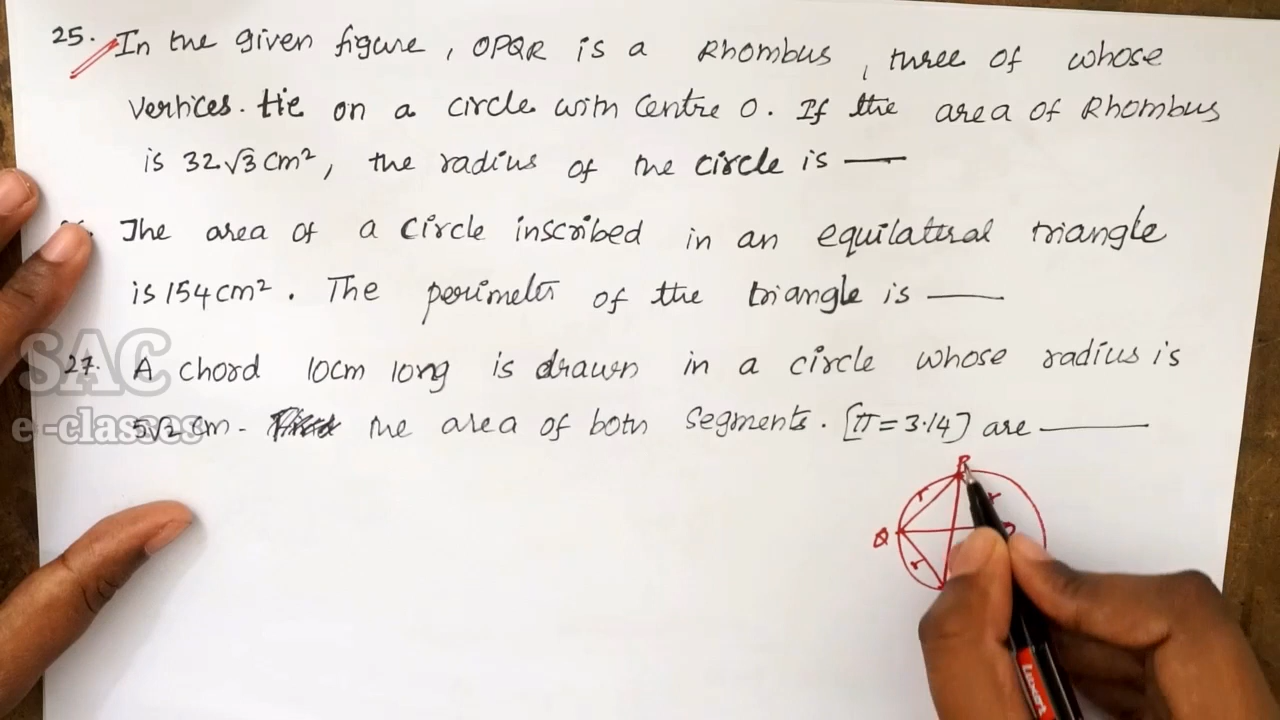 25. In the given figure, OPQR is a Rhombus, three of whose
vertices. lie on a circle with Centre O. If the area of Rhombus
is 32√3 cm², the radius of the circle is —
The area of a circle inscribed in an equilateral triangle
is 154 cm². The perimeter of the triangle is —
27. A chord 10cm long is drawn in a circle whose radius is
5√2 cm. the area of both segments. [π = 3.14] are —
SAC
e-classes
R
r r
Q
r